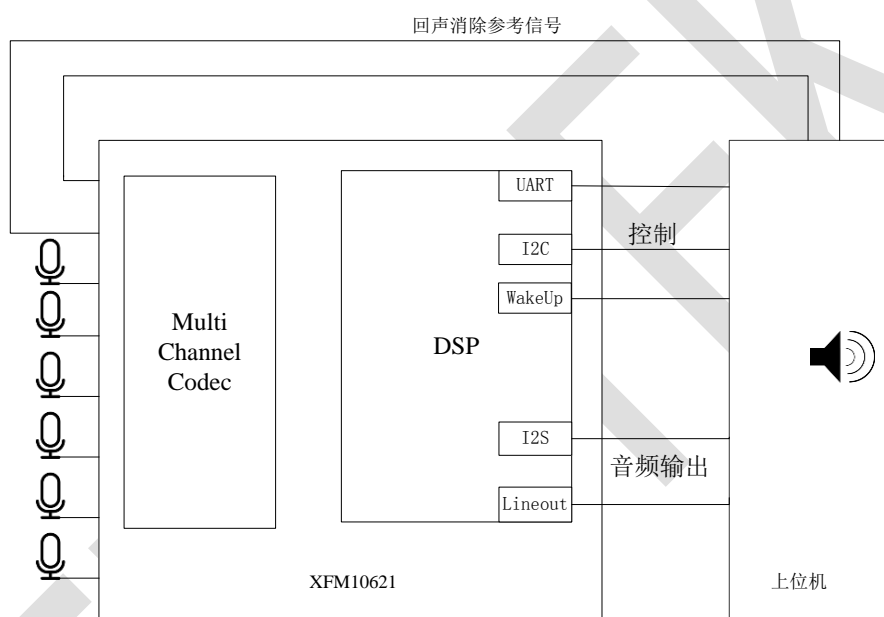 回声消除参考信号
UART
控制
I2C
WakeUp
Multi
Channel
Codec
DSP
I2S
音频输出
Lineout
XFM10621
上位机